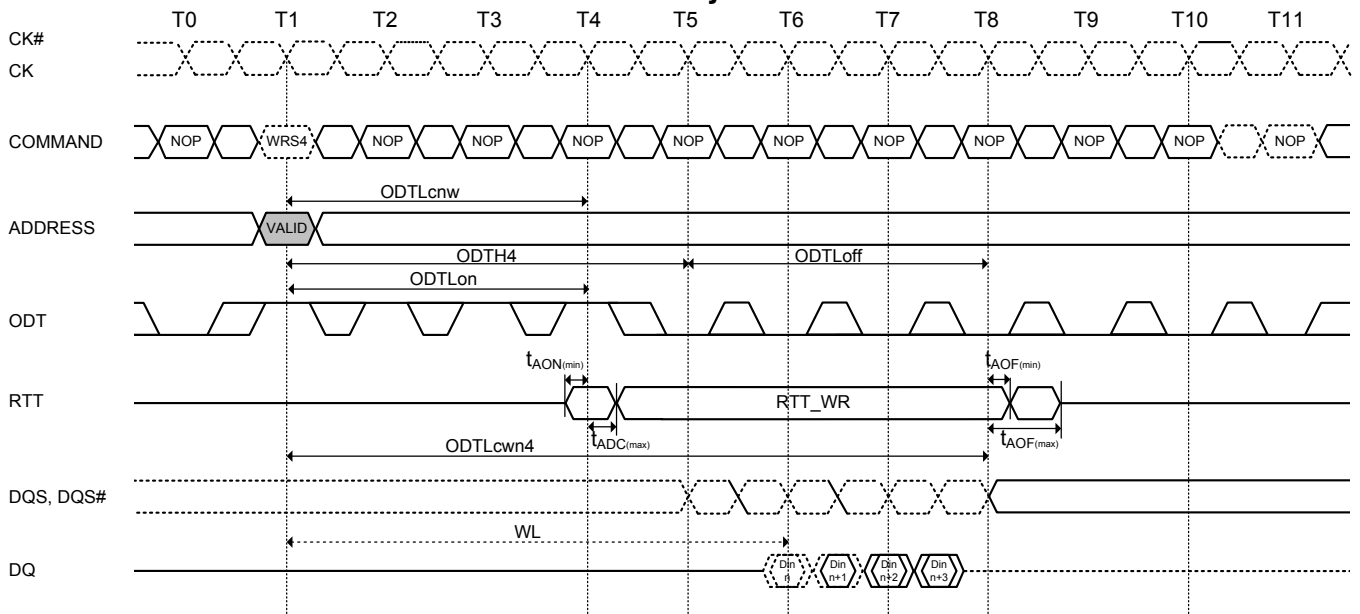 T0 T1 T2 T3 T4 T5 T6 T7 T8 T9 T10 T11
CK#
CK
COMMAND NOP WRS4 NOP NOP NOP NOP NOP NOP NOP NOP NOP NOP
ODTLcnw
ADDRESS VALID
ODTH4 ODTLoff
ODTLon
ODT
tAON(min) tAOF(min)
RTT RTT_WR
tADC(max) tAOF(max)
ODTLcwn4
DQS, DQS#
WL
DQ Din n Din n+1 Din n+2 Din n+3